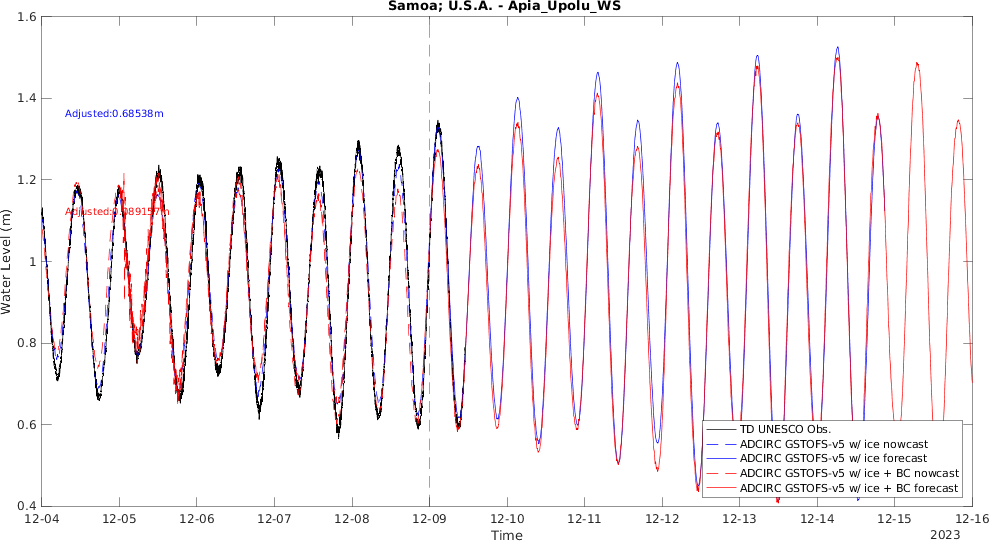 Samoa; U.S.A. - Apia_Upolu_WS
1.6
1.4
1.2
1
0.8
0.6
0.4
Water Level (m)
Adjusted:0.68538m
TD UNESCO Obs.
ADCIRC GSTOFS-v5 w/ ice nowcast
ADCIRC GSTOFS-v5 w/ ice forecast
ADCIRC GSTOFS-v5 w/ ice + BC nowcast
ADCIRC GSTOFS-v5 w/ ice + BC forecast
12-04 12-05 12-06 12-07 12-08 12-09 12-10 12-11 12-12 12-13 12-14 12-15 12-16
Time
2023